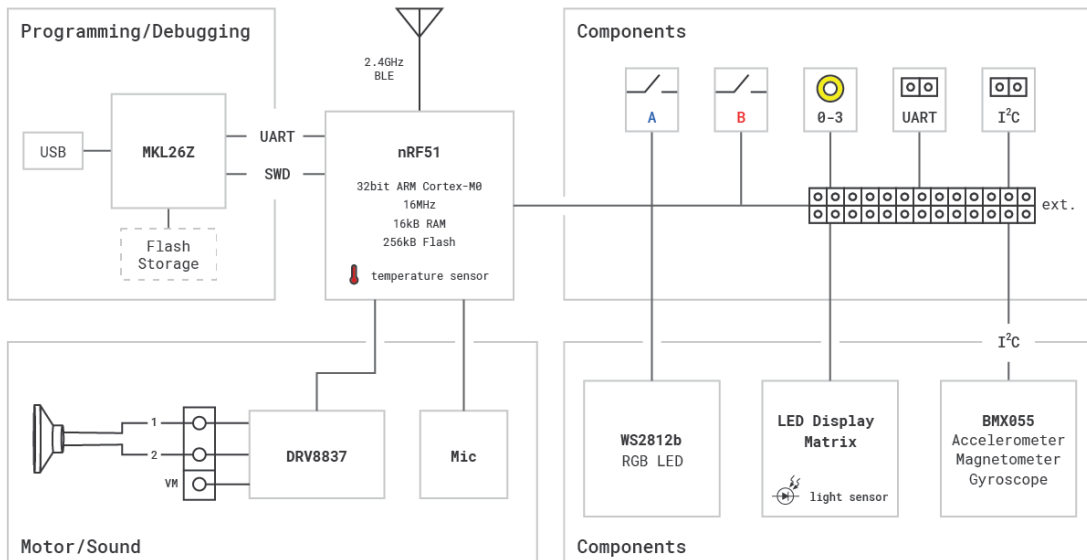 Programming/Debugging
USB
MKL26Z
UART
SWD
Flash
Storage
2.4GHz
BLE
nRF51
32bit ARM Cortex-M0
16MHz
16kB RAM
256kB Flash
temperature sensor
Components
A
B
0-3
UART
I²C
ext.
1
2
VM
DRV8837
Mic
Motor/Sound
I²C
WS2812b
RGB LED
LED Display
Matrix
light sensor
BMX055
Accelerometer
Magnetometer
Gyroscope
Components